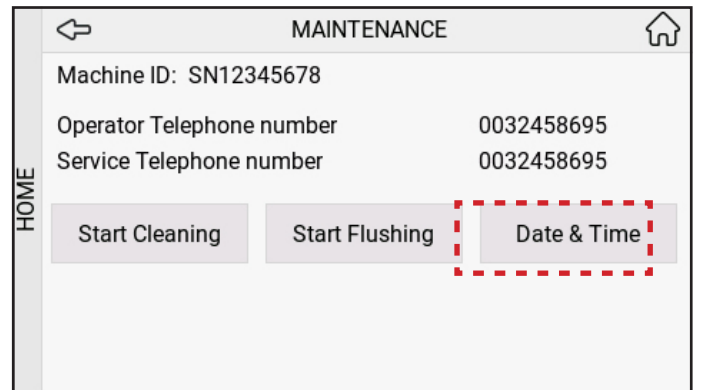 MAINTENANCE
Machine ID: SN12345678
Operator Telephone number 0032458695
Service Telephone number 0032458695
HOME
Start Cleaning Start Flushing Date & Time